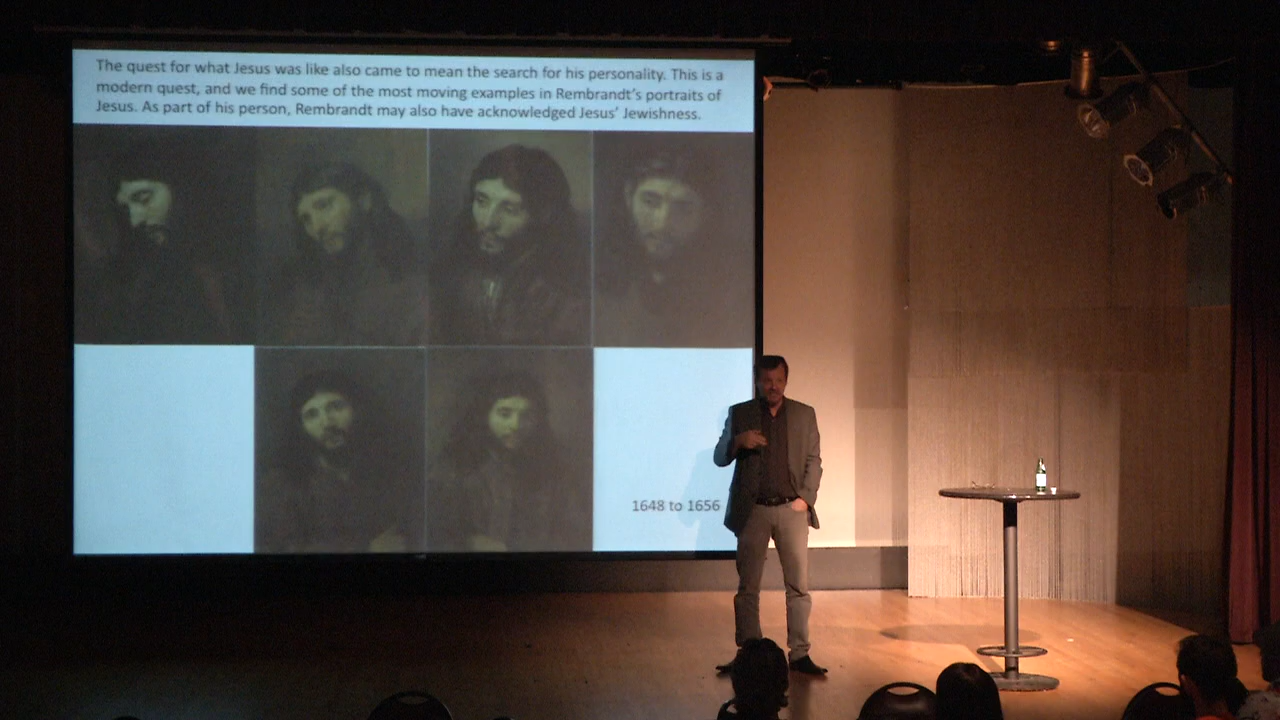 The quest for what Jesus was like also came to mean the search for his personality. This is a
modern quest, and we find some of the most moving examples in Rembrandt's portraits of
Jesus. As part of his person, Rembrandt may also have acknowledged Jesus' Jewishness.
1648 to 1656